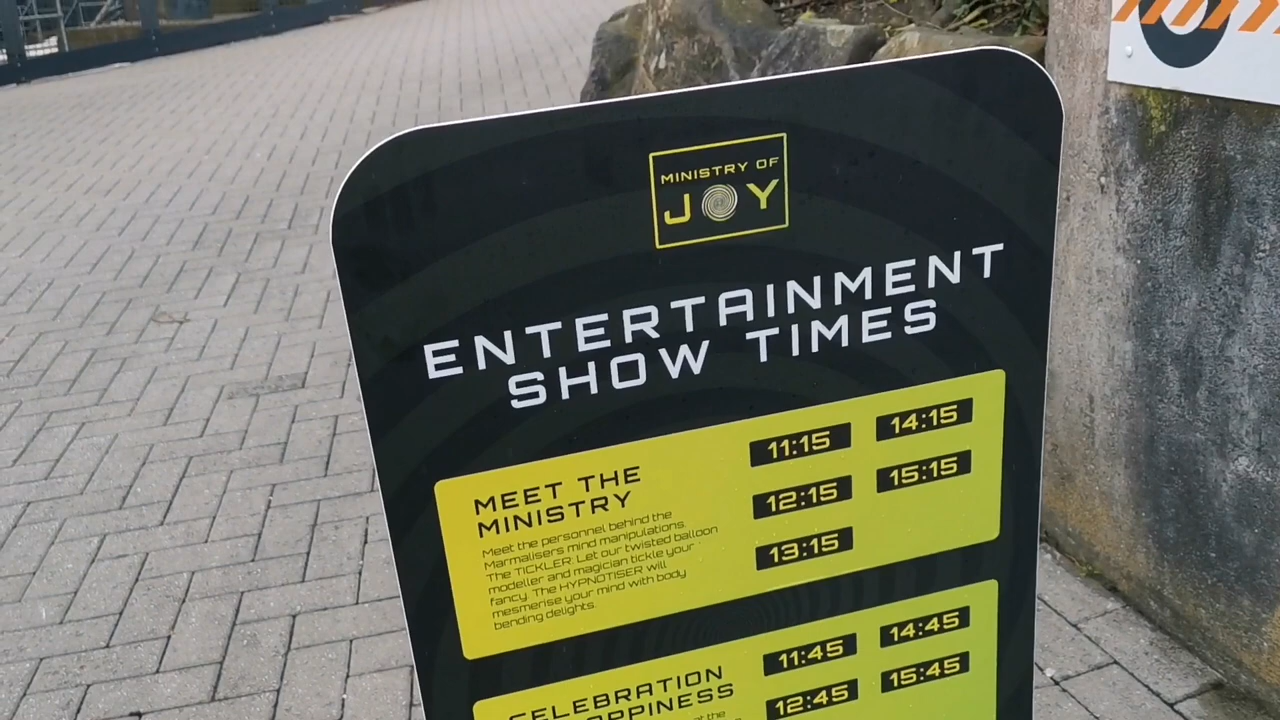 MINISTRY OF
JOY
ENTERTAINMENT
SHOW TIMES
MEET THE
MINISTRY
Meet the personnel behind the
Marmalisers mind manipulations.
The TICKLER. Let our twisted balloon
modeller and magician tickle your
fancy. The HYPNOTISER will
mesmerise your mind with body
bending delights.
11:15
14:15
12:15
15:15
13:15
CELEBRATION
11:45
14:45
12:45
15:45